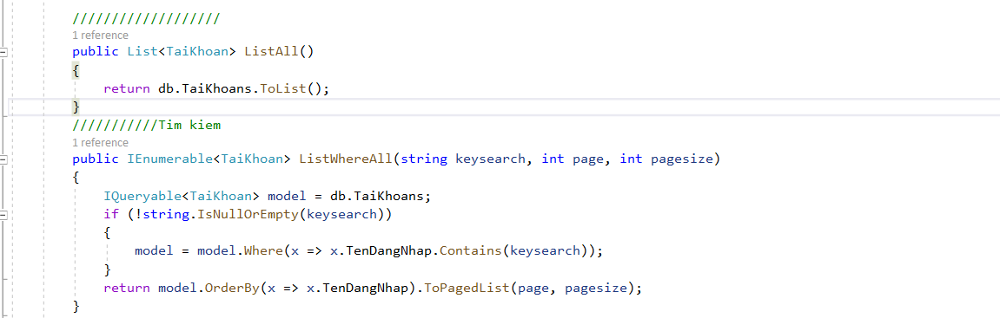 ///////////////////
1 reference
public List<TaiKhoan> ListAll()
{
return db.TaiKhoans.ToList();
}
///////////Tim kiem
1 reference
public IEnumerable<TaiKhoan> ListWhereAll(string keysearch, int page, int pagesize)
{
IQueryable<TaiKhoan> model = db.TaiKhoans;
if (!string.IsNullOrEmpty(keysearch))
{
model = model.Where(x => x.TenDangNhap.Contains(keysearch));
}
return model.OrderBy(x => x.TenDangNhap).ToPagedList(page, pagesize);
}